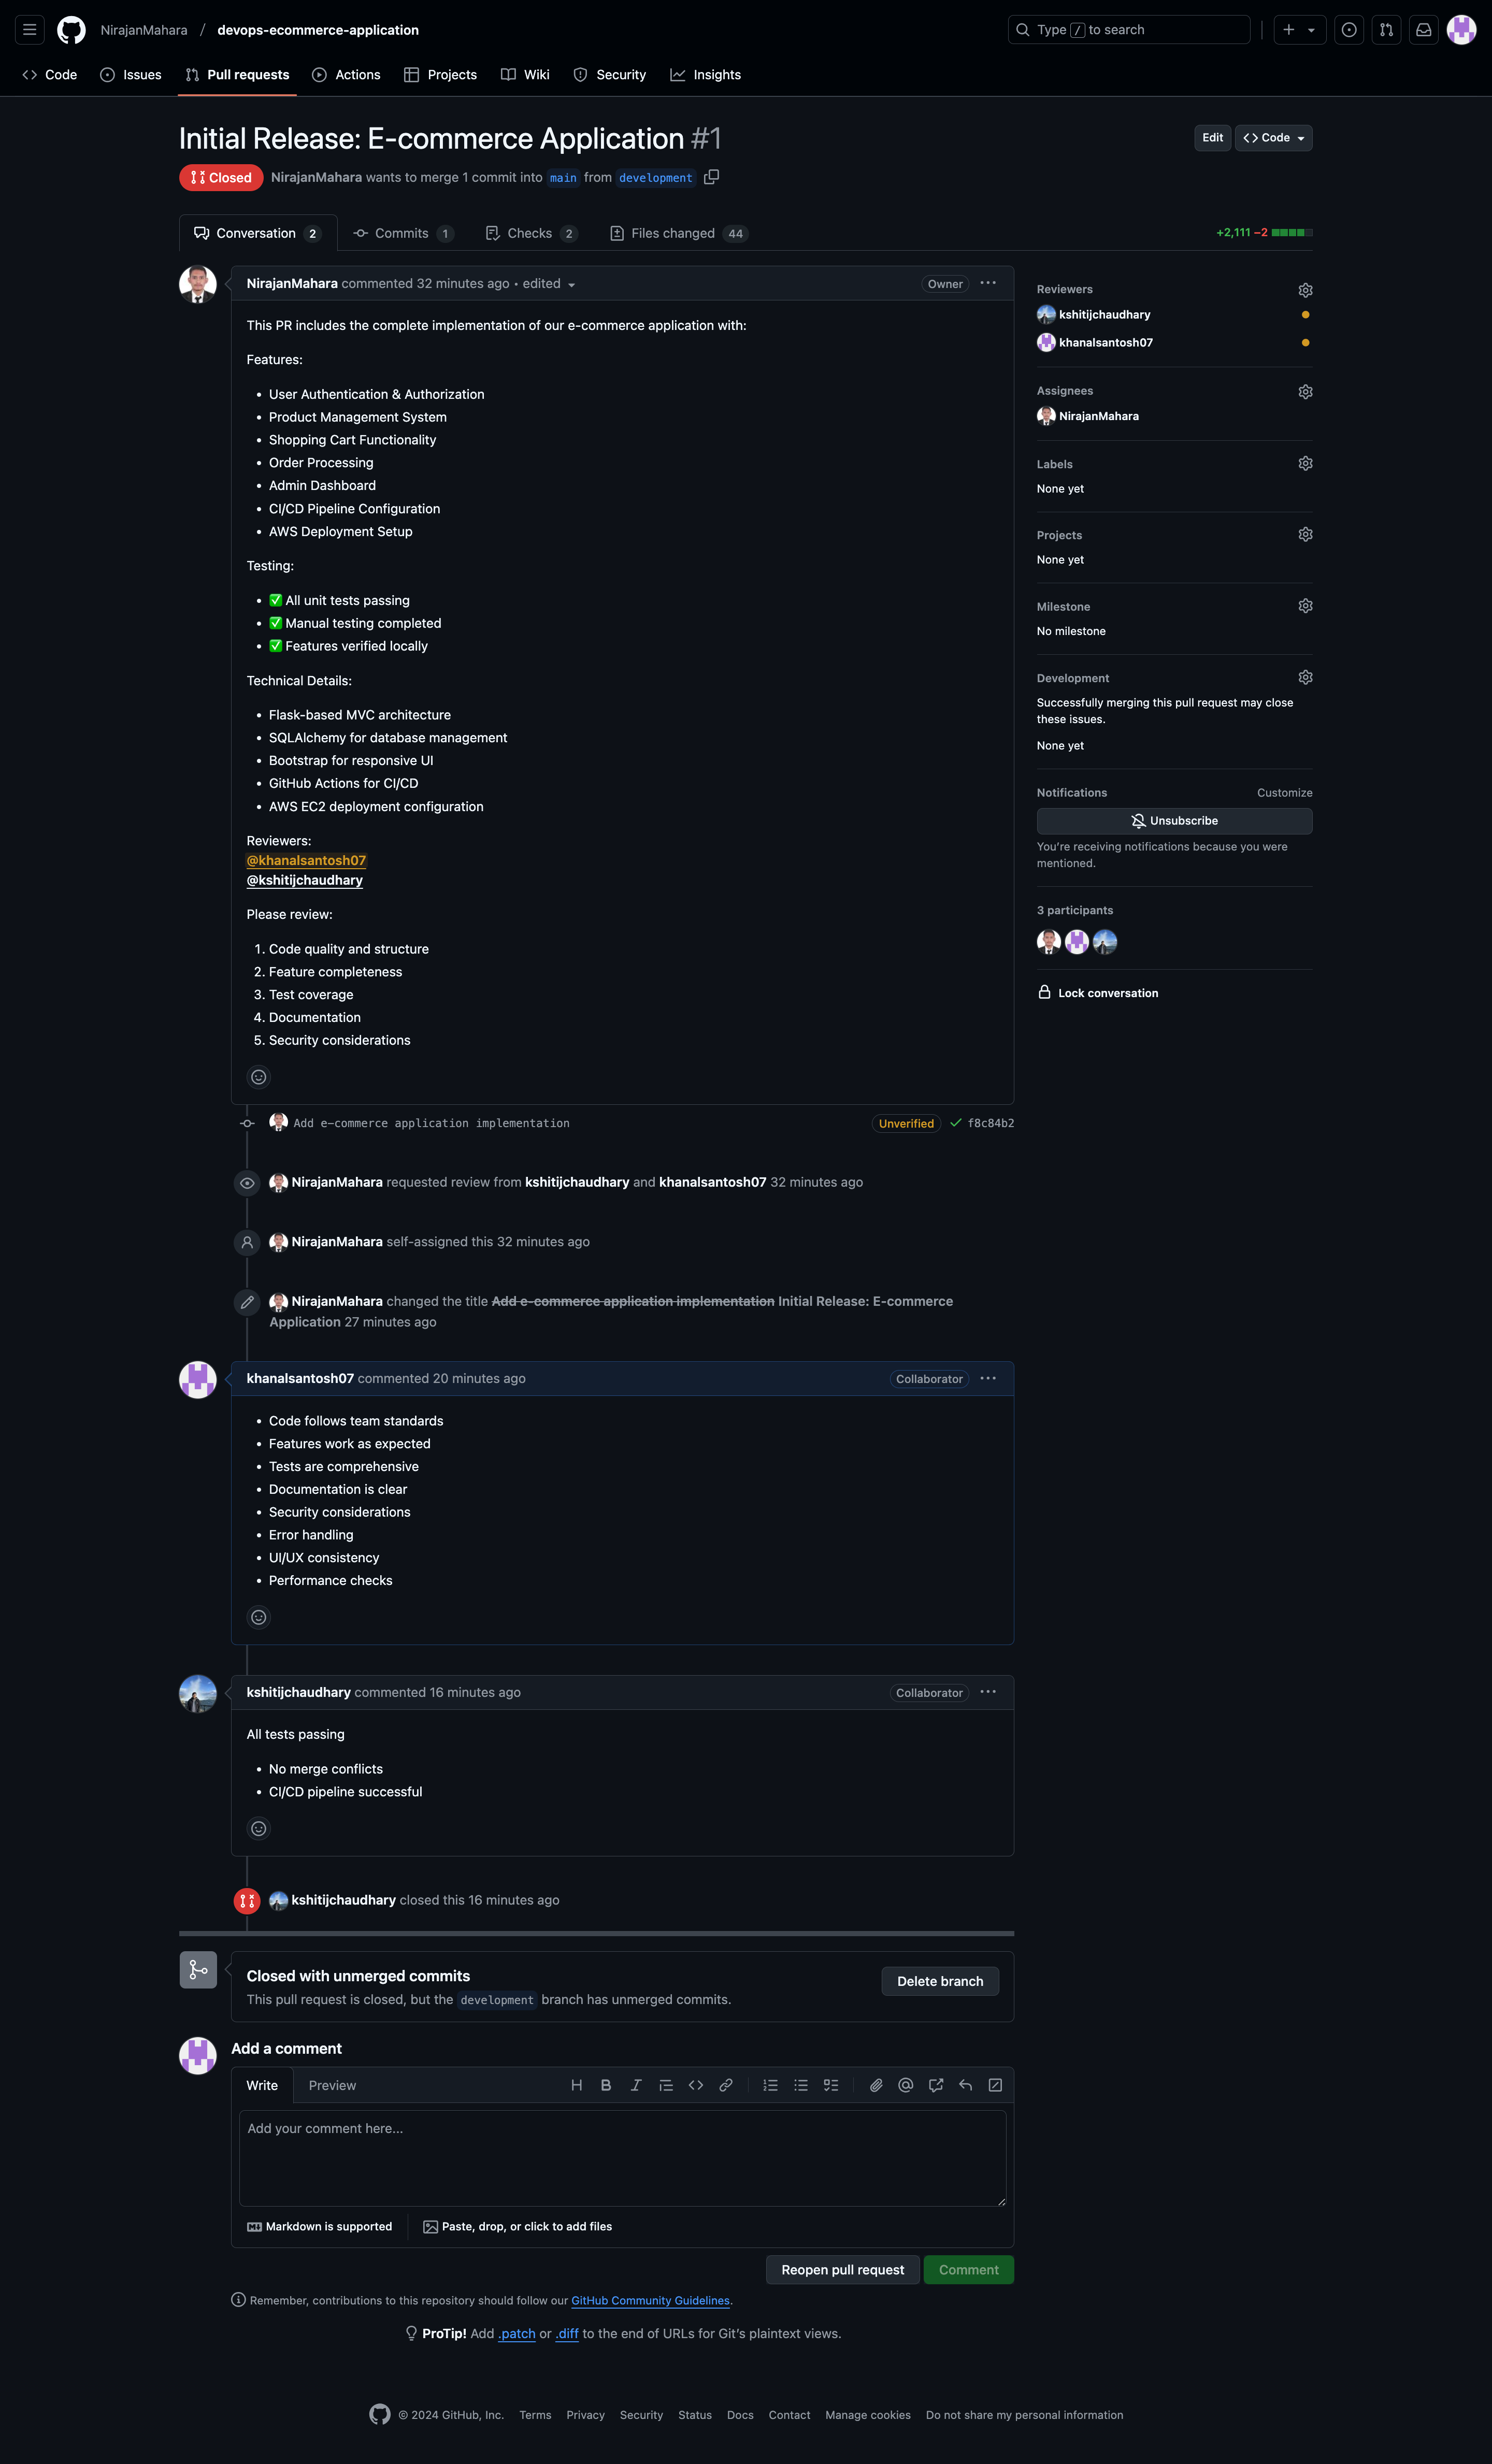 NirajanMahara / devops-ecommerce-application
Type / to search
Code Issues Pull requests Actions Projects Wiki Security Insights
Initial Release: E-commerce Application #1
Edit Code
Closed NirajanMahara wants to merge 1 commit into main from development
Conversation 2 Commits 1 Checks 2 Files changed 44 +2,111 −2
NirajanMahara commented 32 minutes ago • edited Owner
This PR includes the complete implementation of our e-commerce application with:
Features:
• User Authentication & Authorization
• Product Management System
• Shopping Cart Functionality
• Order Processing
• Admin Dashboard
• CI/CD Pipeline Configuration
• AWS Deployment Setup
Testing:
• ✅ All unit tests passing
• ✅ Manual testing completed
• ✅ Features verified locally
Technical Details:
• Flask-based MVC architecture
• SQLAlchemy for database management
• Bootstrap for responsive UI
• GitHub Actions for CI/CD
• AWS EC2 deployment configuration
Reviewers:
@khanalsantosh07
@kshitijchaudhary
Please review:
1. Code quality and structure
2. Feature completeness
3. Test coverage
4. Documentation
5. Security considerations
Add e-commerce application implementation Unverified f8c84b2
NirajanMahara requested review from kshitijchaudhary and khanalsantosh07 32 minutes ago
NirajanMahara self-assigned this 32 minutes ago
NirajanMahara changed the title Add e-commerce application implementation Initial Release: E-commerce
Application 27 minutes ago
khanalsantosh07 commented 20 minutes ago Collaborator
• Code follows team standards
• Features work as expected
• Tests are comprehensive
• Documentation is clear
• Security considerations
• Error handling
• UI/UX consistency
• Performance checks
kshitijchaudhary commented 16 minutes ago Collaborator
All tests passing
• No merge conflicts
• CI/CD pipeline successful
kshitijchaudhary closed this 16 minutes ago
Closed with unmerged commits
This pull request is closed, but the development branch has unmerged commits.
Delete branch
Add a comment
Write Preview
Add your comment here...
Markdown is supported Paste, drop, or click to add files
Reopen pull request Comment
Remember, contributions to this repository should follow our GitHub Community Guidelines.
ProTip! Add .patch or .diff to the end of URLs for Git's plaintext views.
Reviewers
kshitijchaudhary
khanalsantosh07
Assignees
NirajanMahara
Labels
None yet
Projects
None yet
Milestone
No milestone
Development
Successfully merging this pull request may close
these issues.
None yet
Notifications Customize
Unsubscribe
You're receiving notifications because you were
mentioned.
3 participants
Lock conversation
© 2024 GitHub, Inc. Terms Privacy Security Status Docs Contact Manage cookies Do not share my personal information